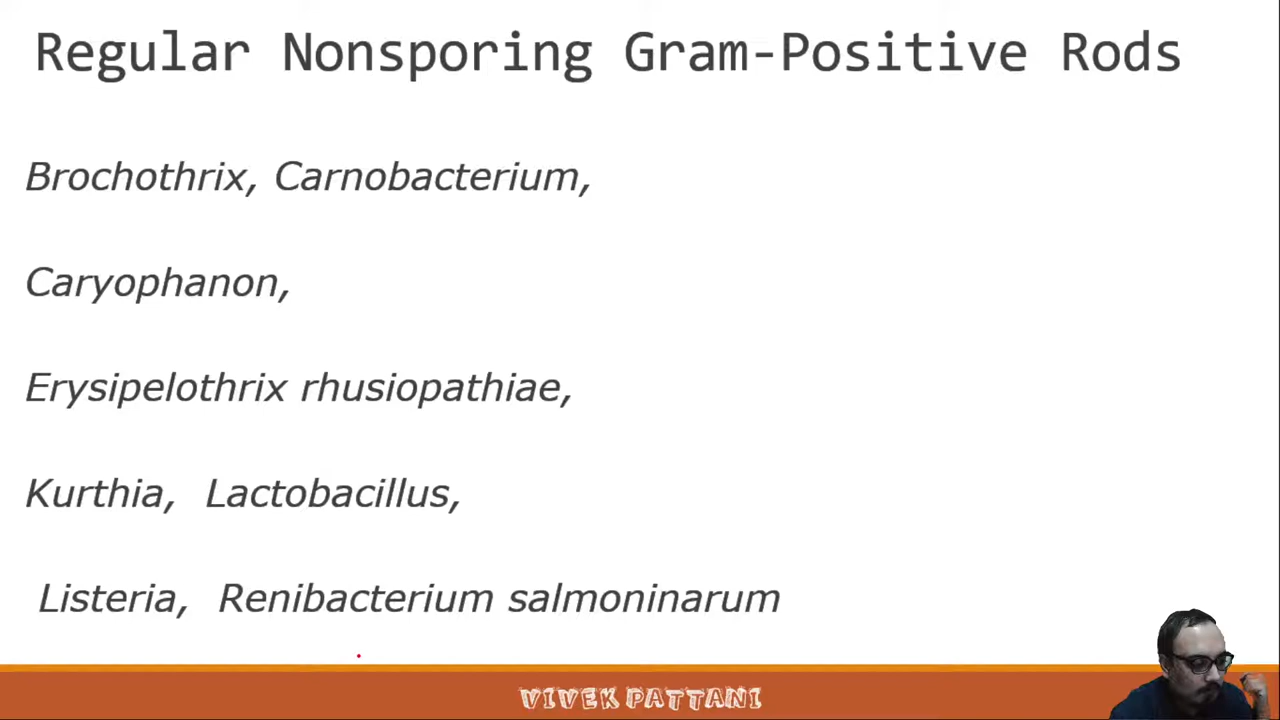 Regular Nonsporing Gram-Positive Rods
Brochothrix, Carnobacterium,
Caryophanon,
Erysipelothrix rhusiopathiae,
Kurthia, Lactobacillus,
Listeria, Renibacterium salmoninarum
VIVEK PATTANI